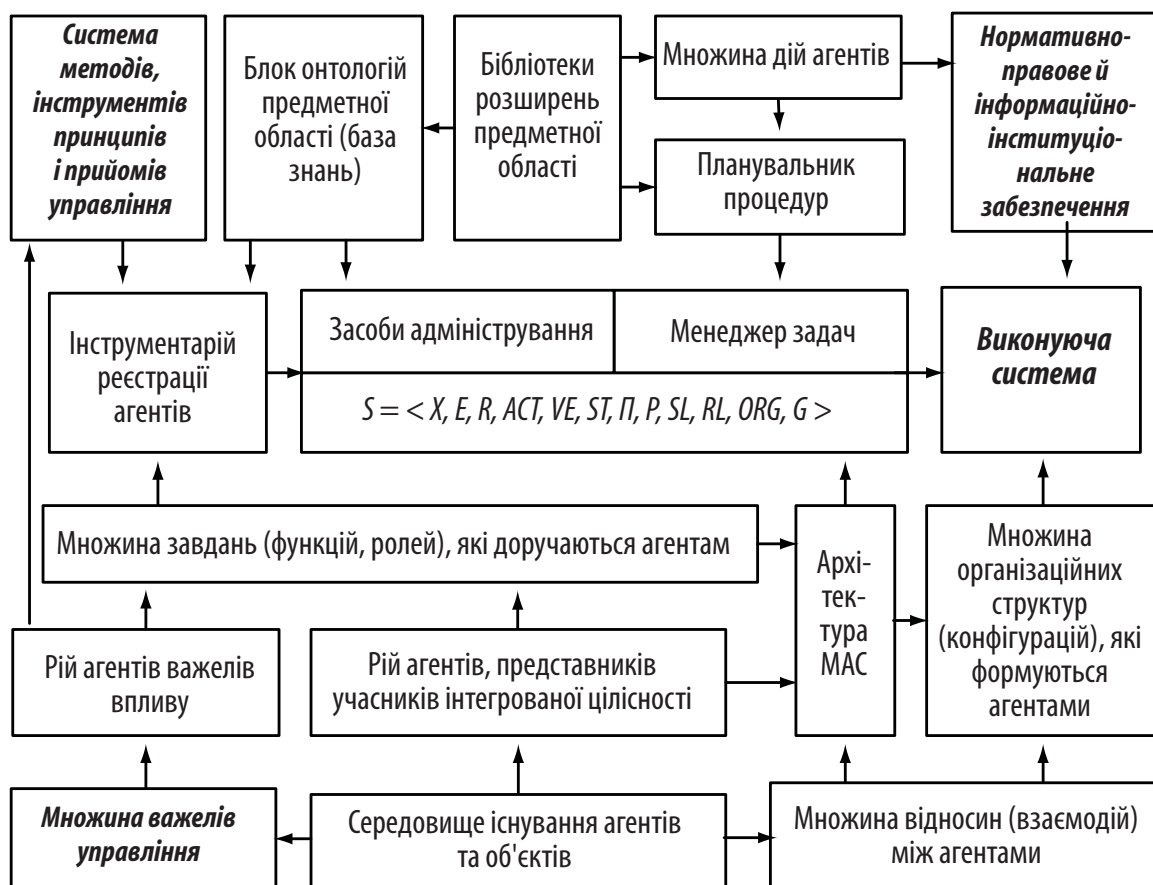 Система
методів,
інструментів
принципів
і прийомів
управління
Блок онтологій
предметної
області (база
знань)
Бібліотеки
розширень
предметної
області
Множина дій агентів
Планувальник
процедур
Нормативно-
правове й
інформаційно-
інституціо-
нальне
забезпечення
Інструментарій
реєстрації
агентів
Засоби адміністрування
Менеджер задач
S = < X, E, R, ACT, VE, ST, П, P, SL, RL, ORG, G >
Виконуюча
система
Множина завдань (функцій, ролей), які доручаються агентам
Архі-
тек-
тура
МАС
Множина
організаційних
структур
(конфігурацій), які
формуються
агентами
Рій агентів важелів
впливу
Рій агентів, представників
учасників інтегрованої цілісності
Множина важелів
управління
Середовище існування агентів
та об'єктів
Множина відносин (взаємодій)
між агентами